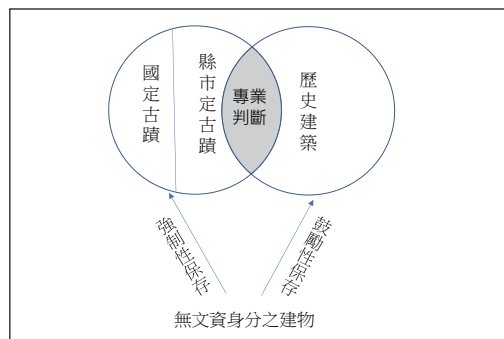 國定古蹟
縣市定古蹟
專業
判斷
歷史建築
強制性保存
鼓勵性保存
無文資身分之建物